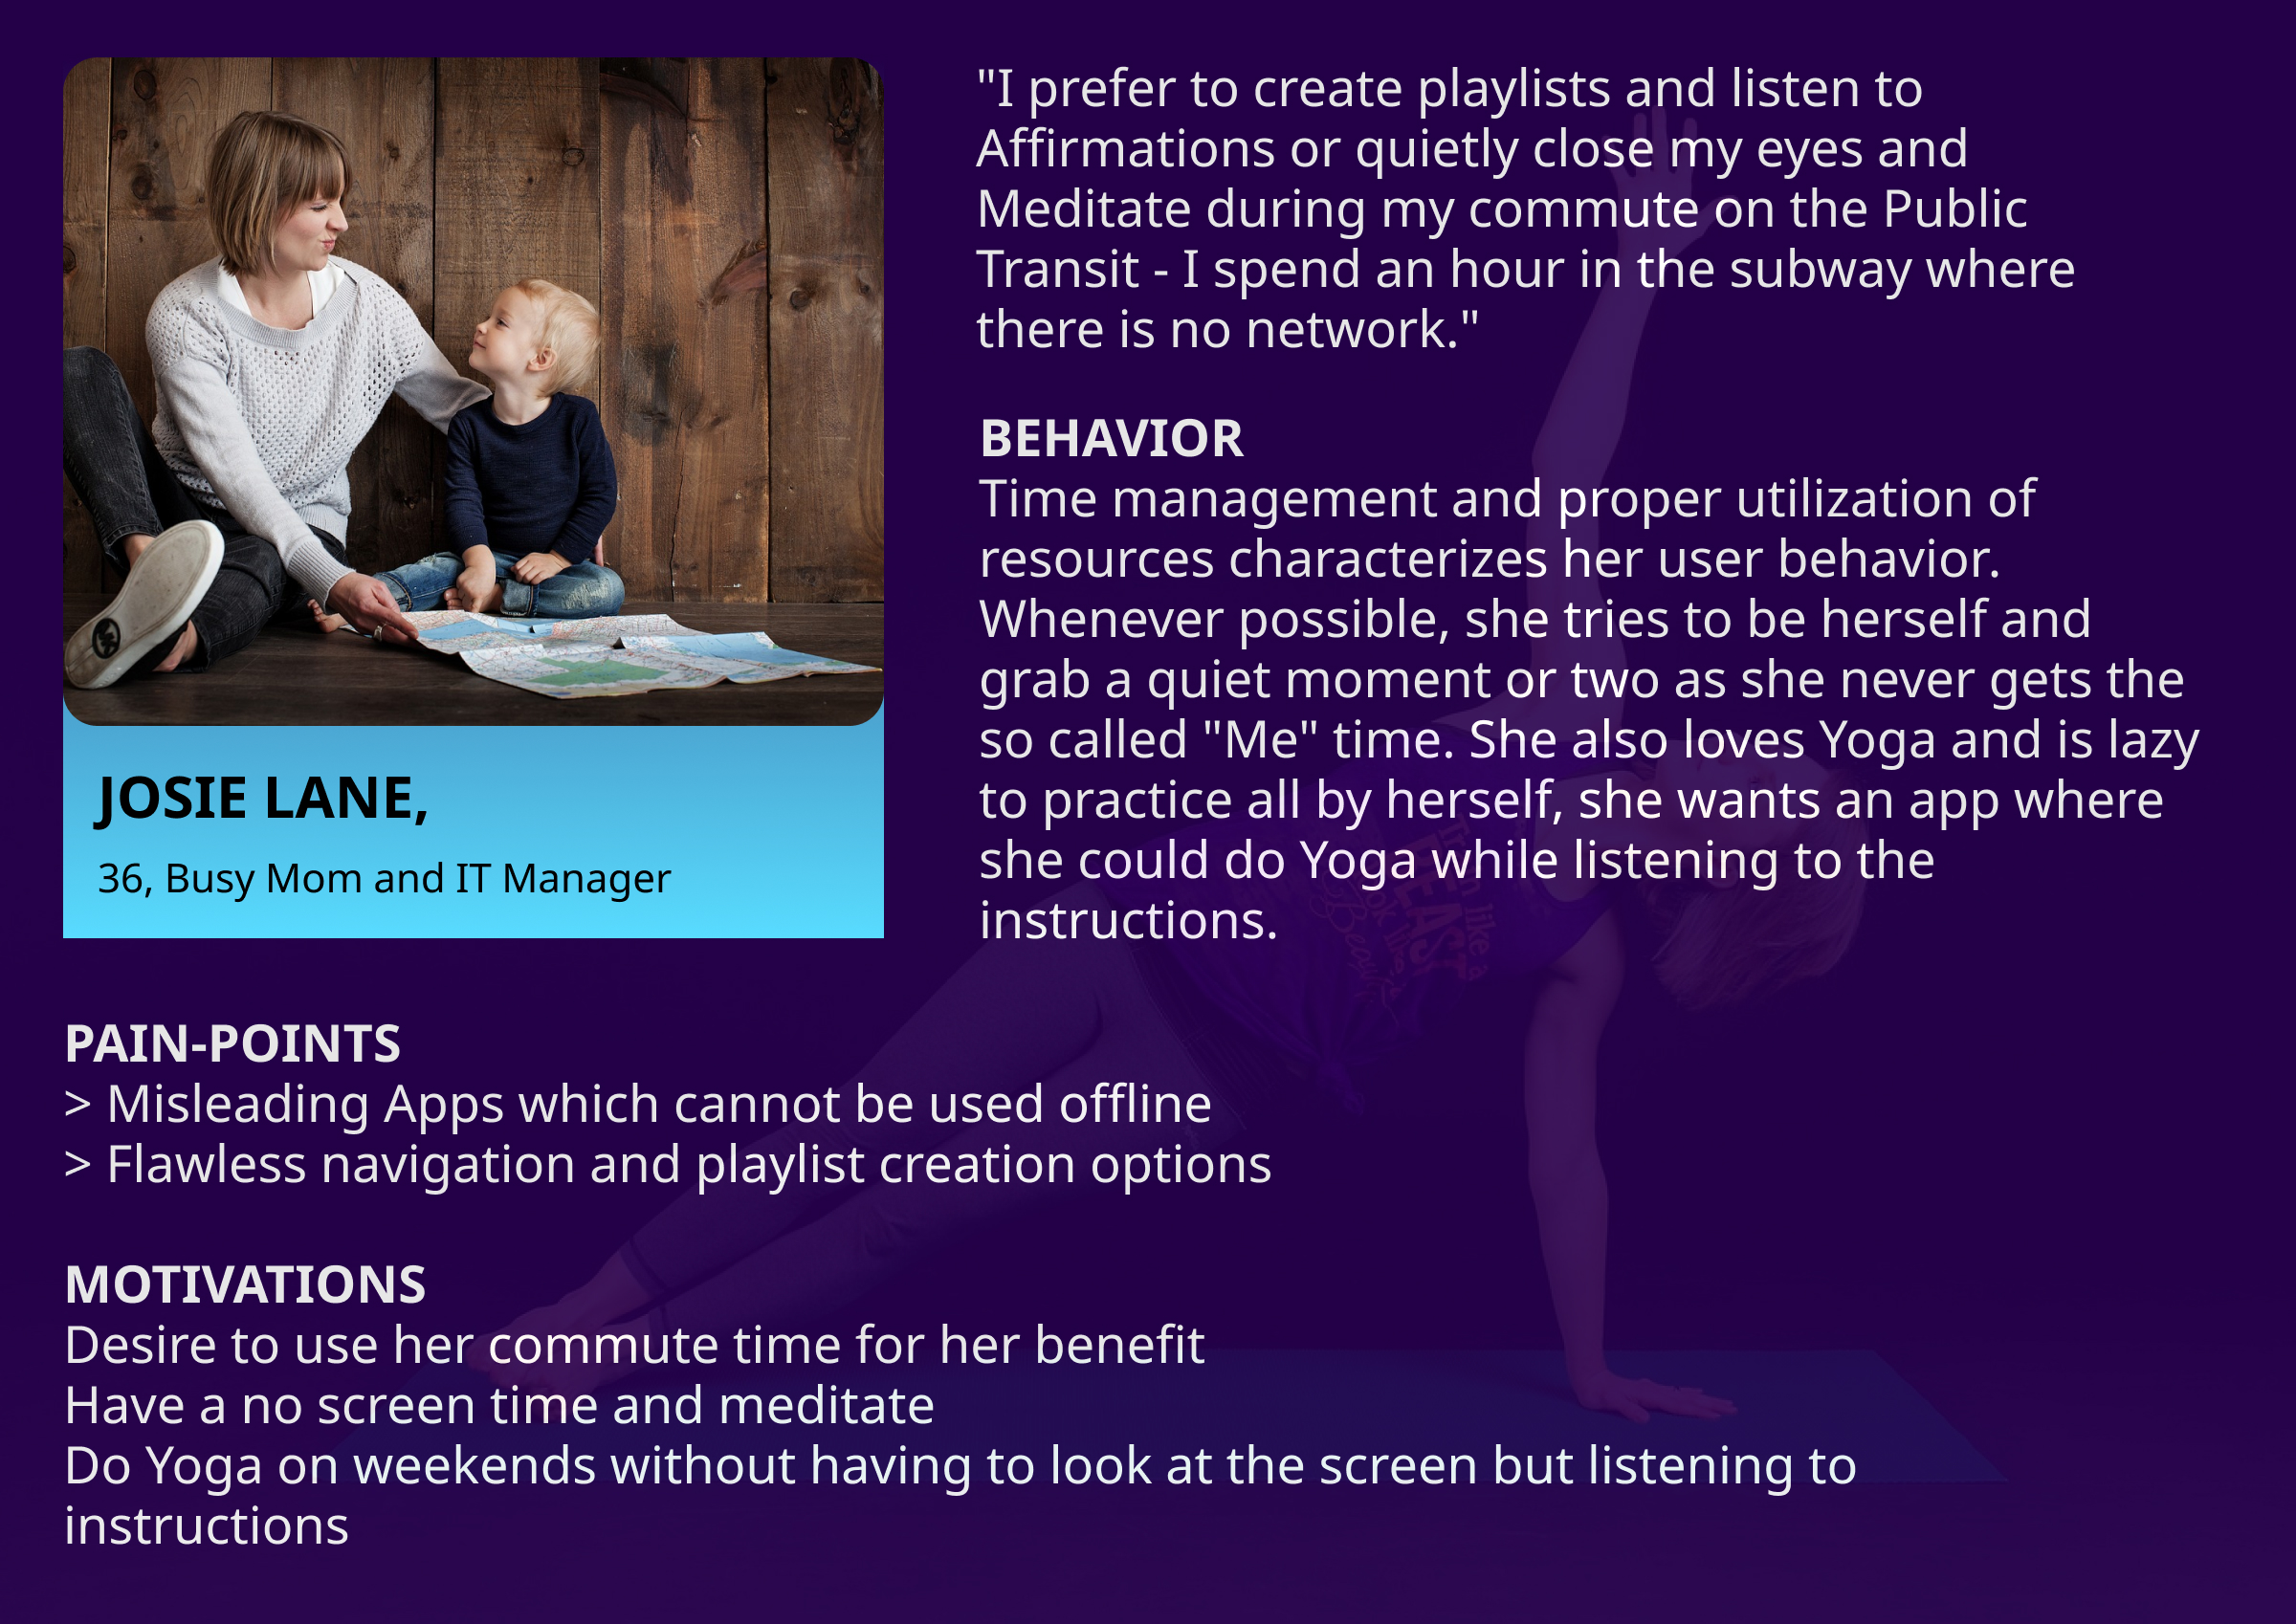 "I prefer to create playlists and listen to
Affirmations or quietly close my eyes and
Meditate during my commute on the Public
Transit - I spend an hour in the subway where
there is no network."
BEHAVIOR
Time management and proper utilization of
resources characterizes her user behavior.
Whenever possible, she tries to be herself and
grab a quiet moment or two as she never gets the
so called "Me" time. She also loves Yoga and is lazy
to practice all by herself, she wants an app where
she could do Yoga while listening to the
instructions.
JOSIE LANE,
36, Busy Mom and IT Manager
PAIN-POINTS
> Misleading Apps which cannot be used offline
> Flawless navigation and playlist creation options
MOTIVATIONS
Desire to use her commute time for her benefit
Have a no screen time and meditate
Do Yoga on weekends without having to look at the screen but listening to
instructions